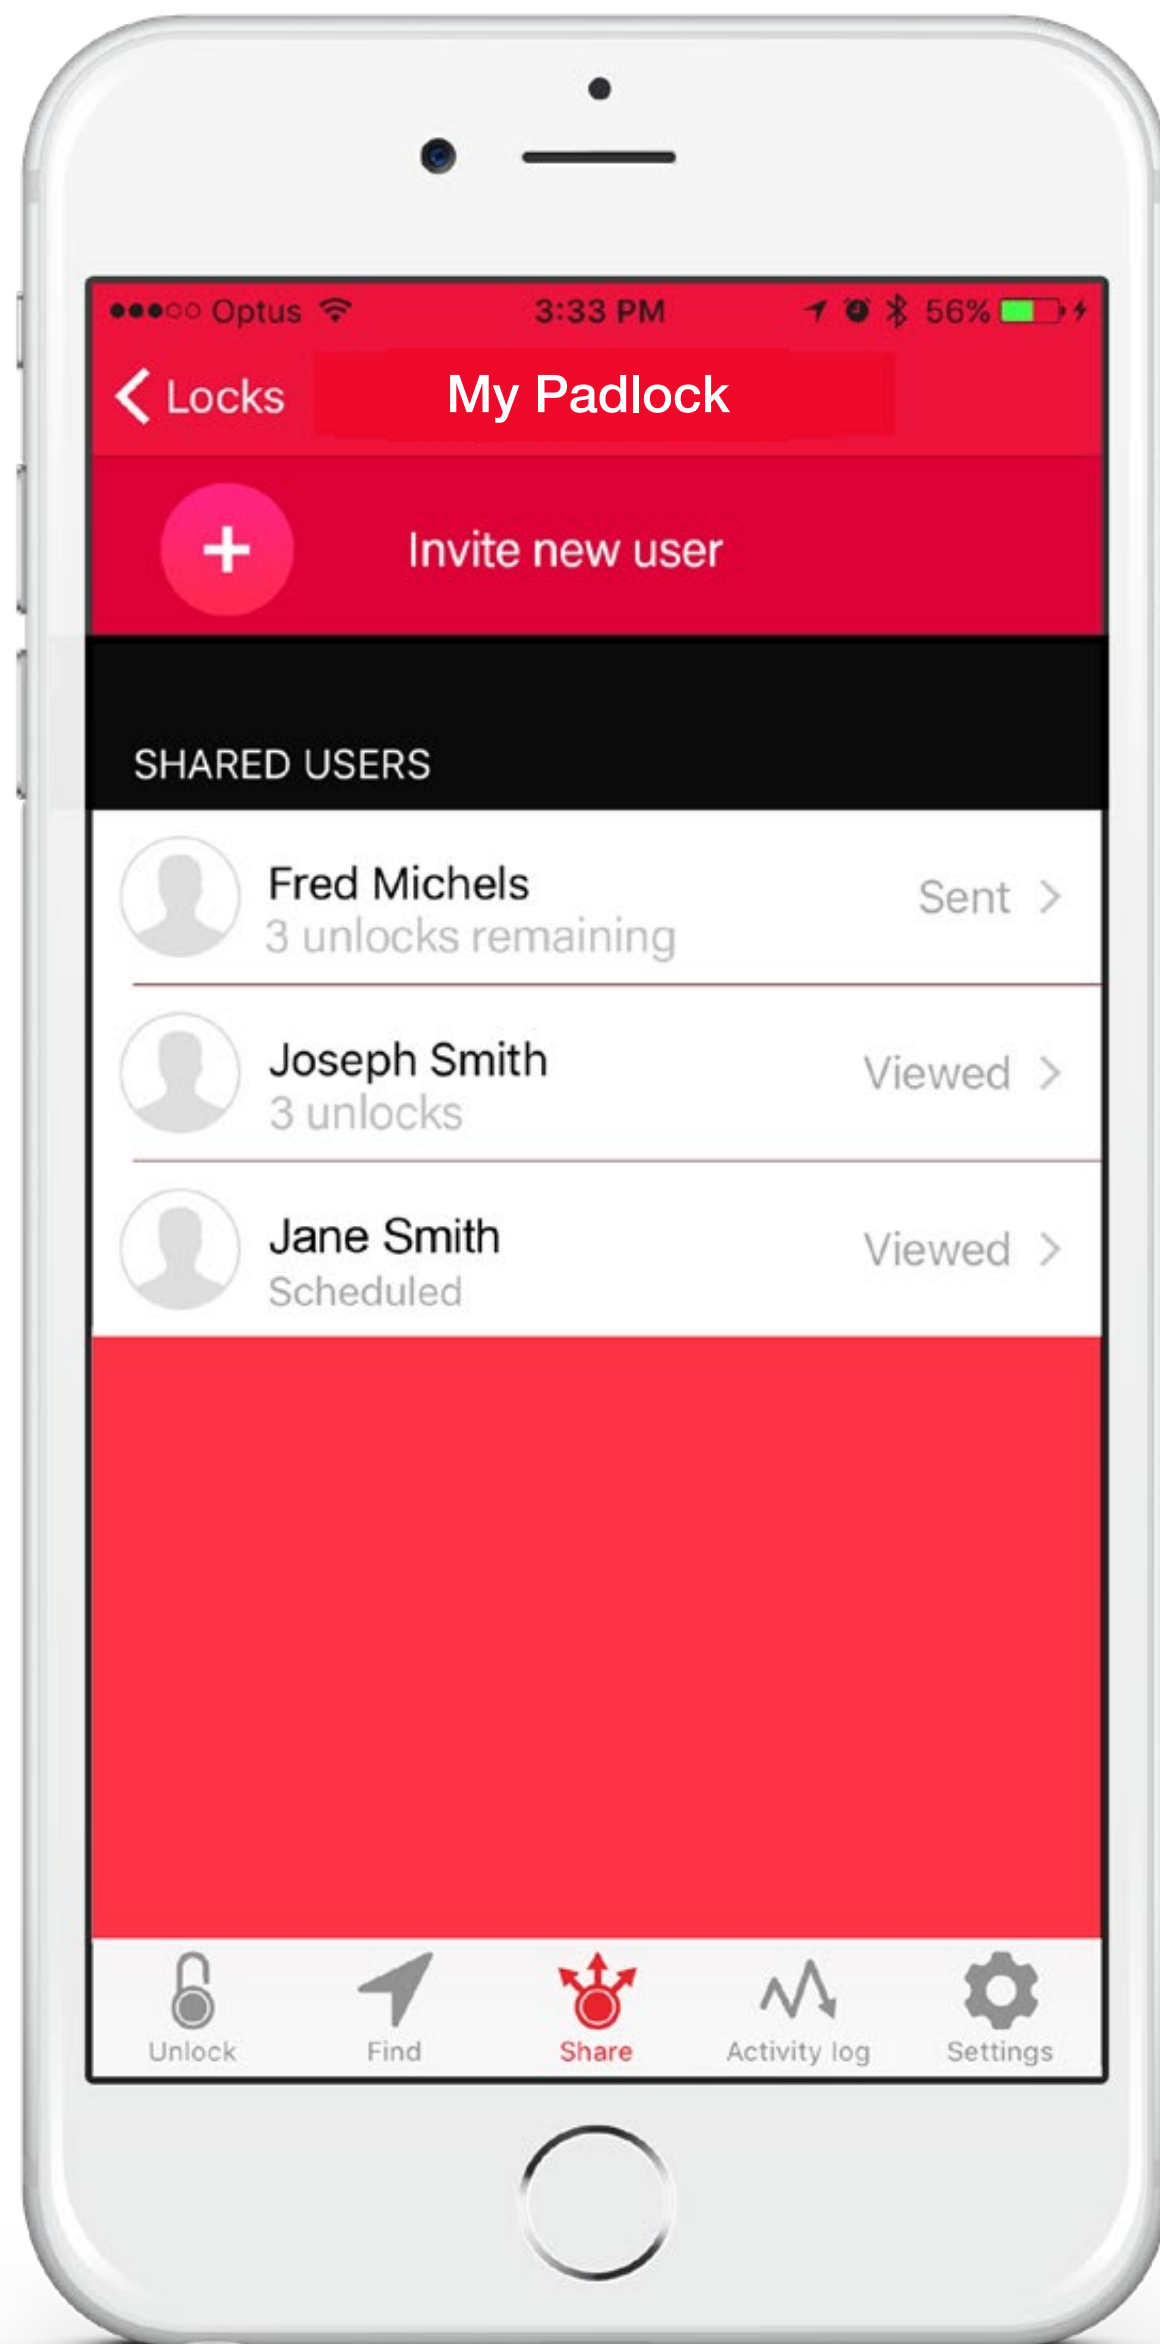 Optus 3:33 PM 56%
Locks My Padlock
+ Invite new user
SHARED USERS
Fred Michels Sent
3 unlocks remaining
Joseph Smith Viewed
3 unlocks
Jane Smith Viewed
Scheduled
Unlock Find Share Activity log Settings